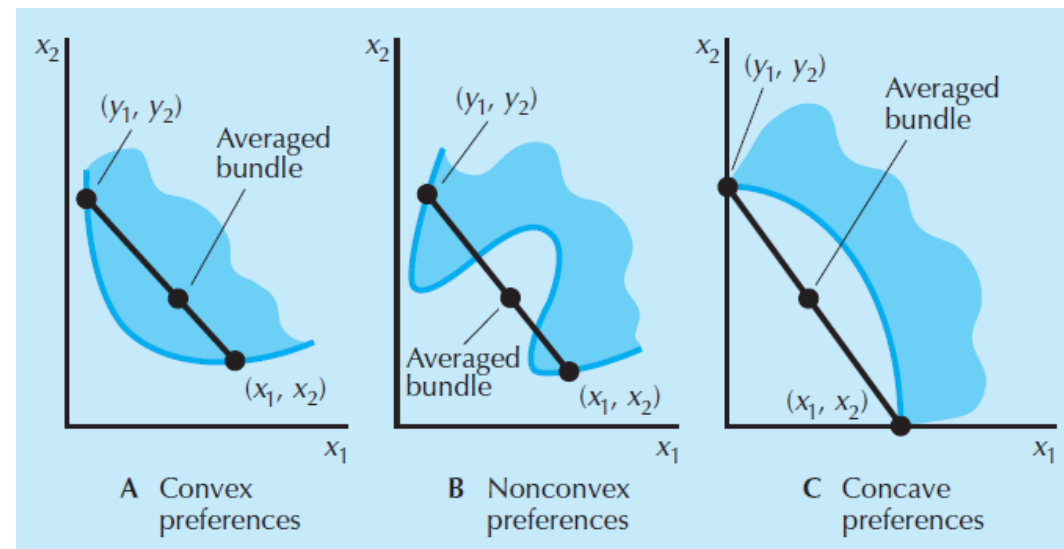 x₂
(y₁, y₂)
Averaged
bundle
(x₁, x₂)
x₁
A Convex
preferences
x₂
(y₁, y₂)
Averaged
bundle
(x₁, x₂)
x₁
B Nonconvex
preferences
x₂
(y₁, y₂)
Averaged
bundle
(x₁, x₂)
x₁
C Concave
preferences